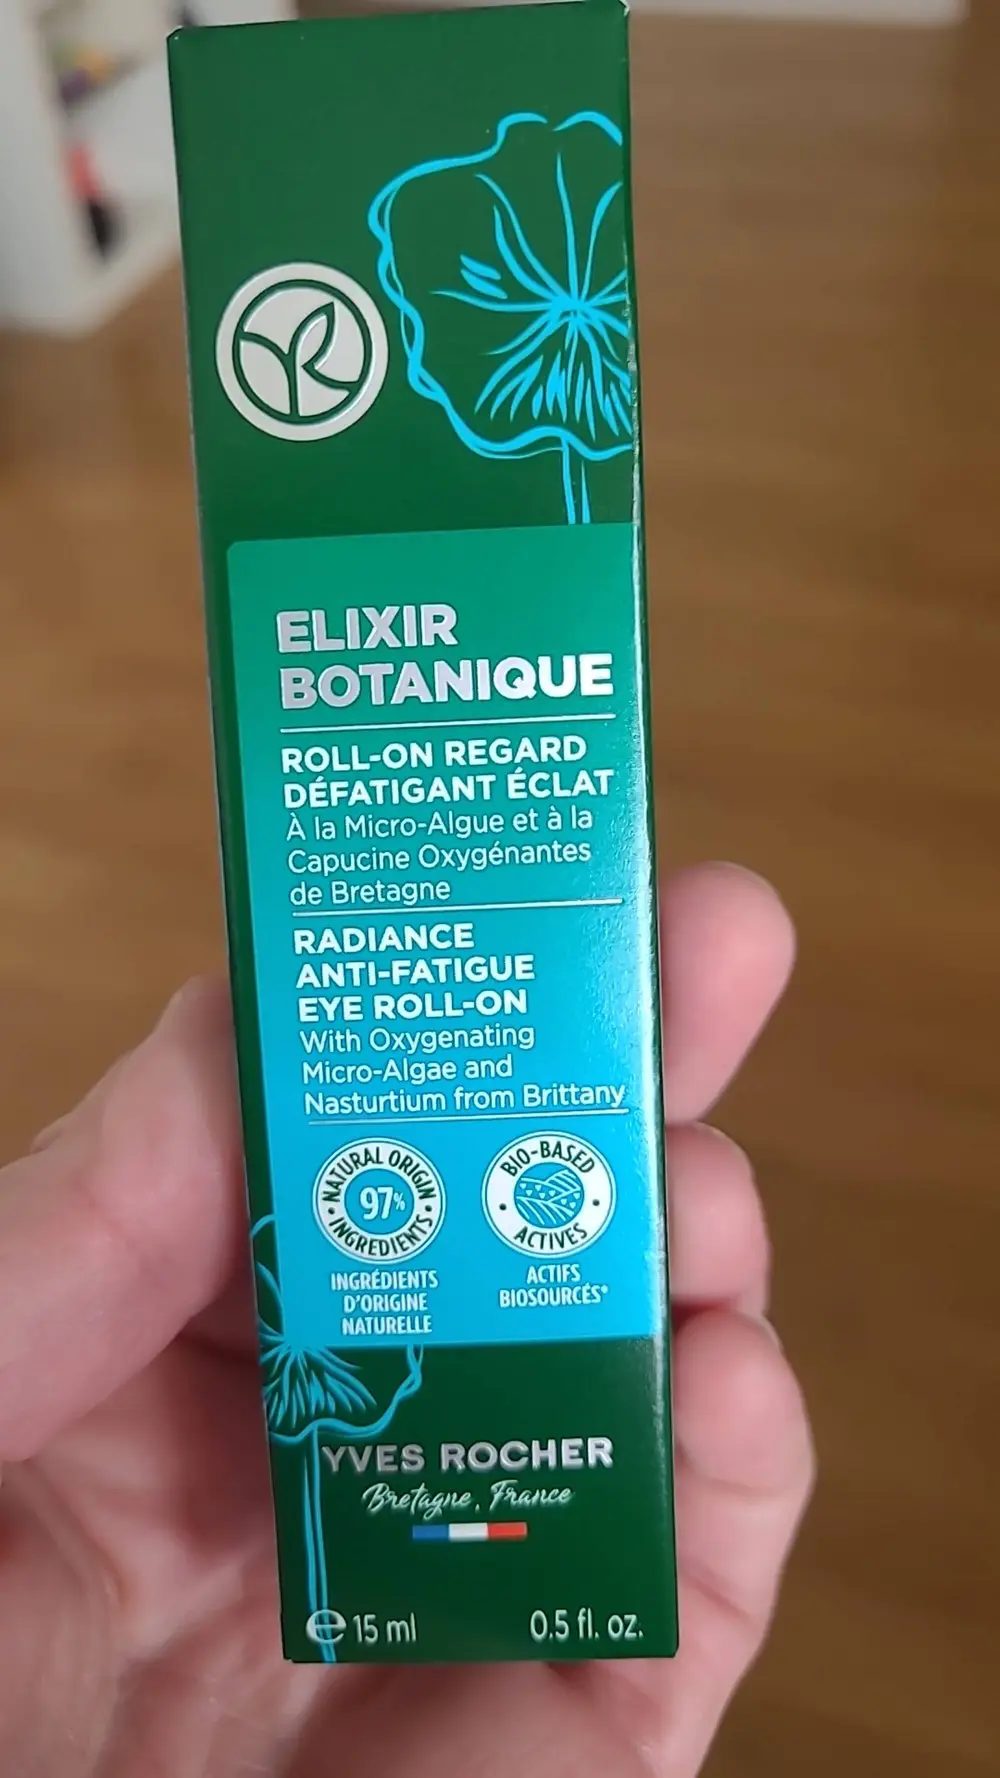 ELIXIR
BOTANIQUE
ROLL-ON REGARD
DÉFATIGANT ÉCLAT
À la Micro-Algue et à la
Capucine Oxygénantes
de Bretagne
RADIANCE
ANTI-FATIGUE
EYE ROLL-ON
With Oxygenating
Micro-Algae and
Nasturtium from Brittany
NATURAL ORIGIN
97%
INGREDIENTS
INGRÉDIENTS
D'ORIGINE
NATURELLE
BIO-BASED
ACTIVES
ACTIFS
BIOSOURCÉS*
YVES ROCHER
Bretagne, France
e 15 ml
0.5 fl. oz.